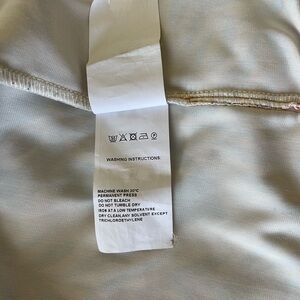 WASHING INSTRUCTIONS:
MACHINE WASH 30°C
PERMANENT PRESS
DO NOT BLEACH
DO NOT TUMBLE DRY
IRON AT A LOW TEMPERATURE
DRY CLEAN,ANY SOLVENT EXCEPT
TRICHLOROETHYLENE